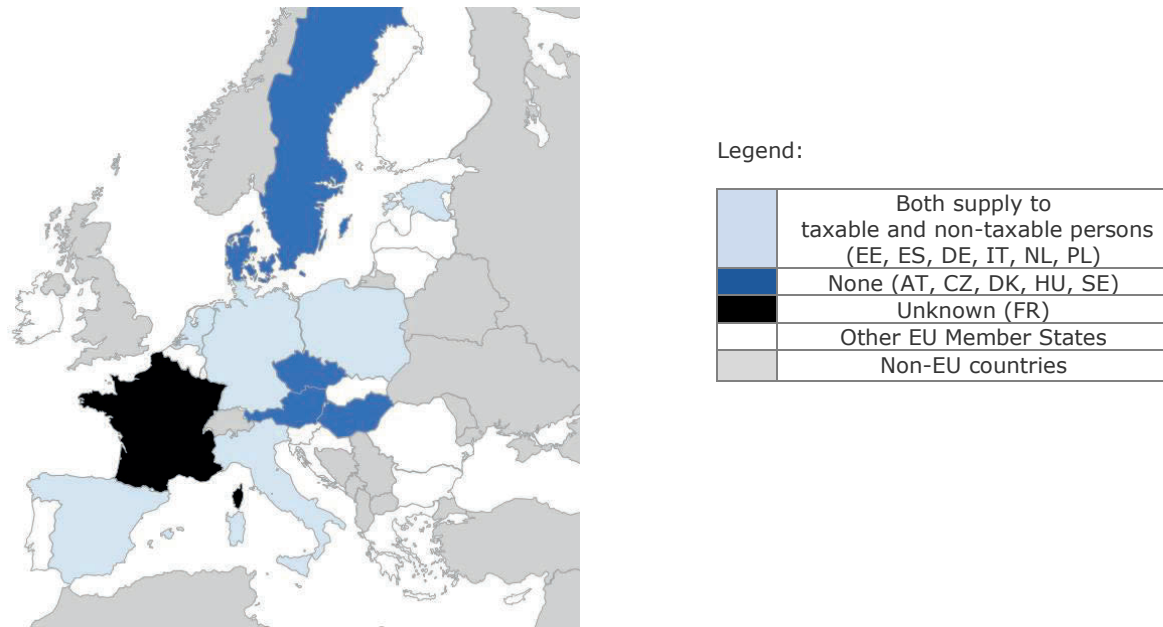 Legend:
Both supply to
taxable and non-taxable persons
(EE, ES, DE, IT, NL, PL)
None (AT, CZ, DK, HU, SE)
Unknown (FR)
Other EU Member States
Non-EU countries